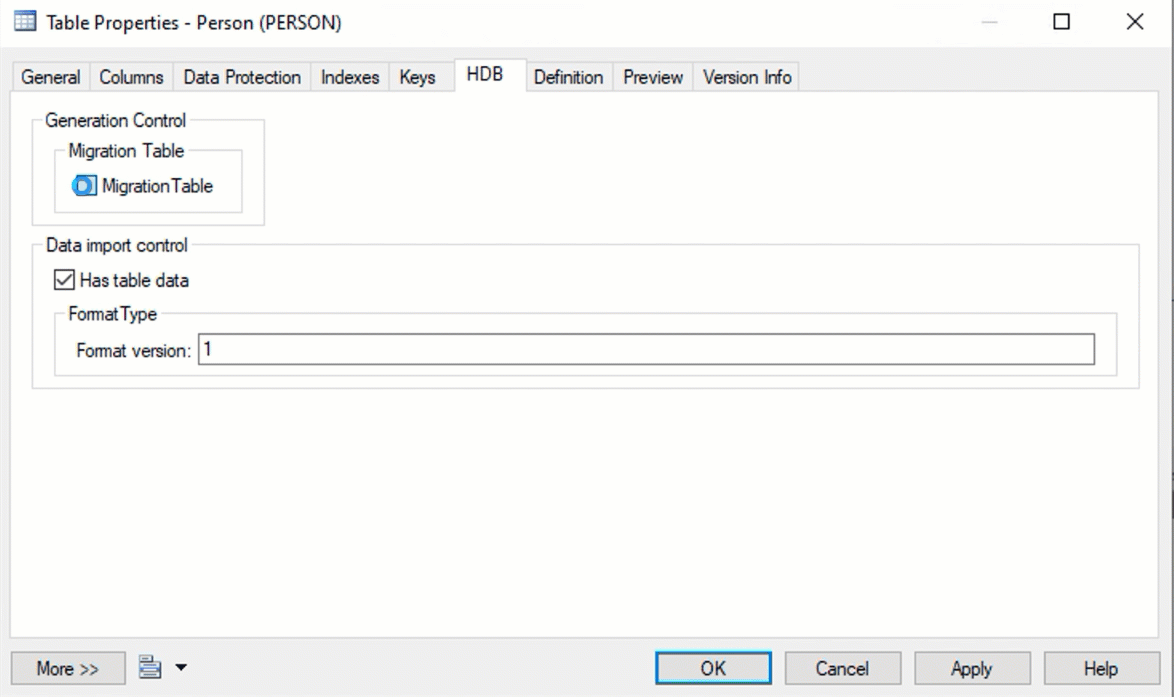 Table Properties - Person (PERSON)
General Columns Data Protection Indexes Keys HDB Definition Preview Version Info
Generation Control
Migration Table
MigrationTable
Data import control
Has table data
FormatType
Format version: 1
More >> OK Cancel Apply Help